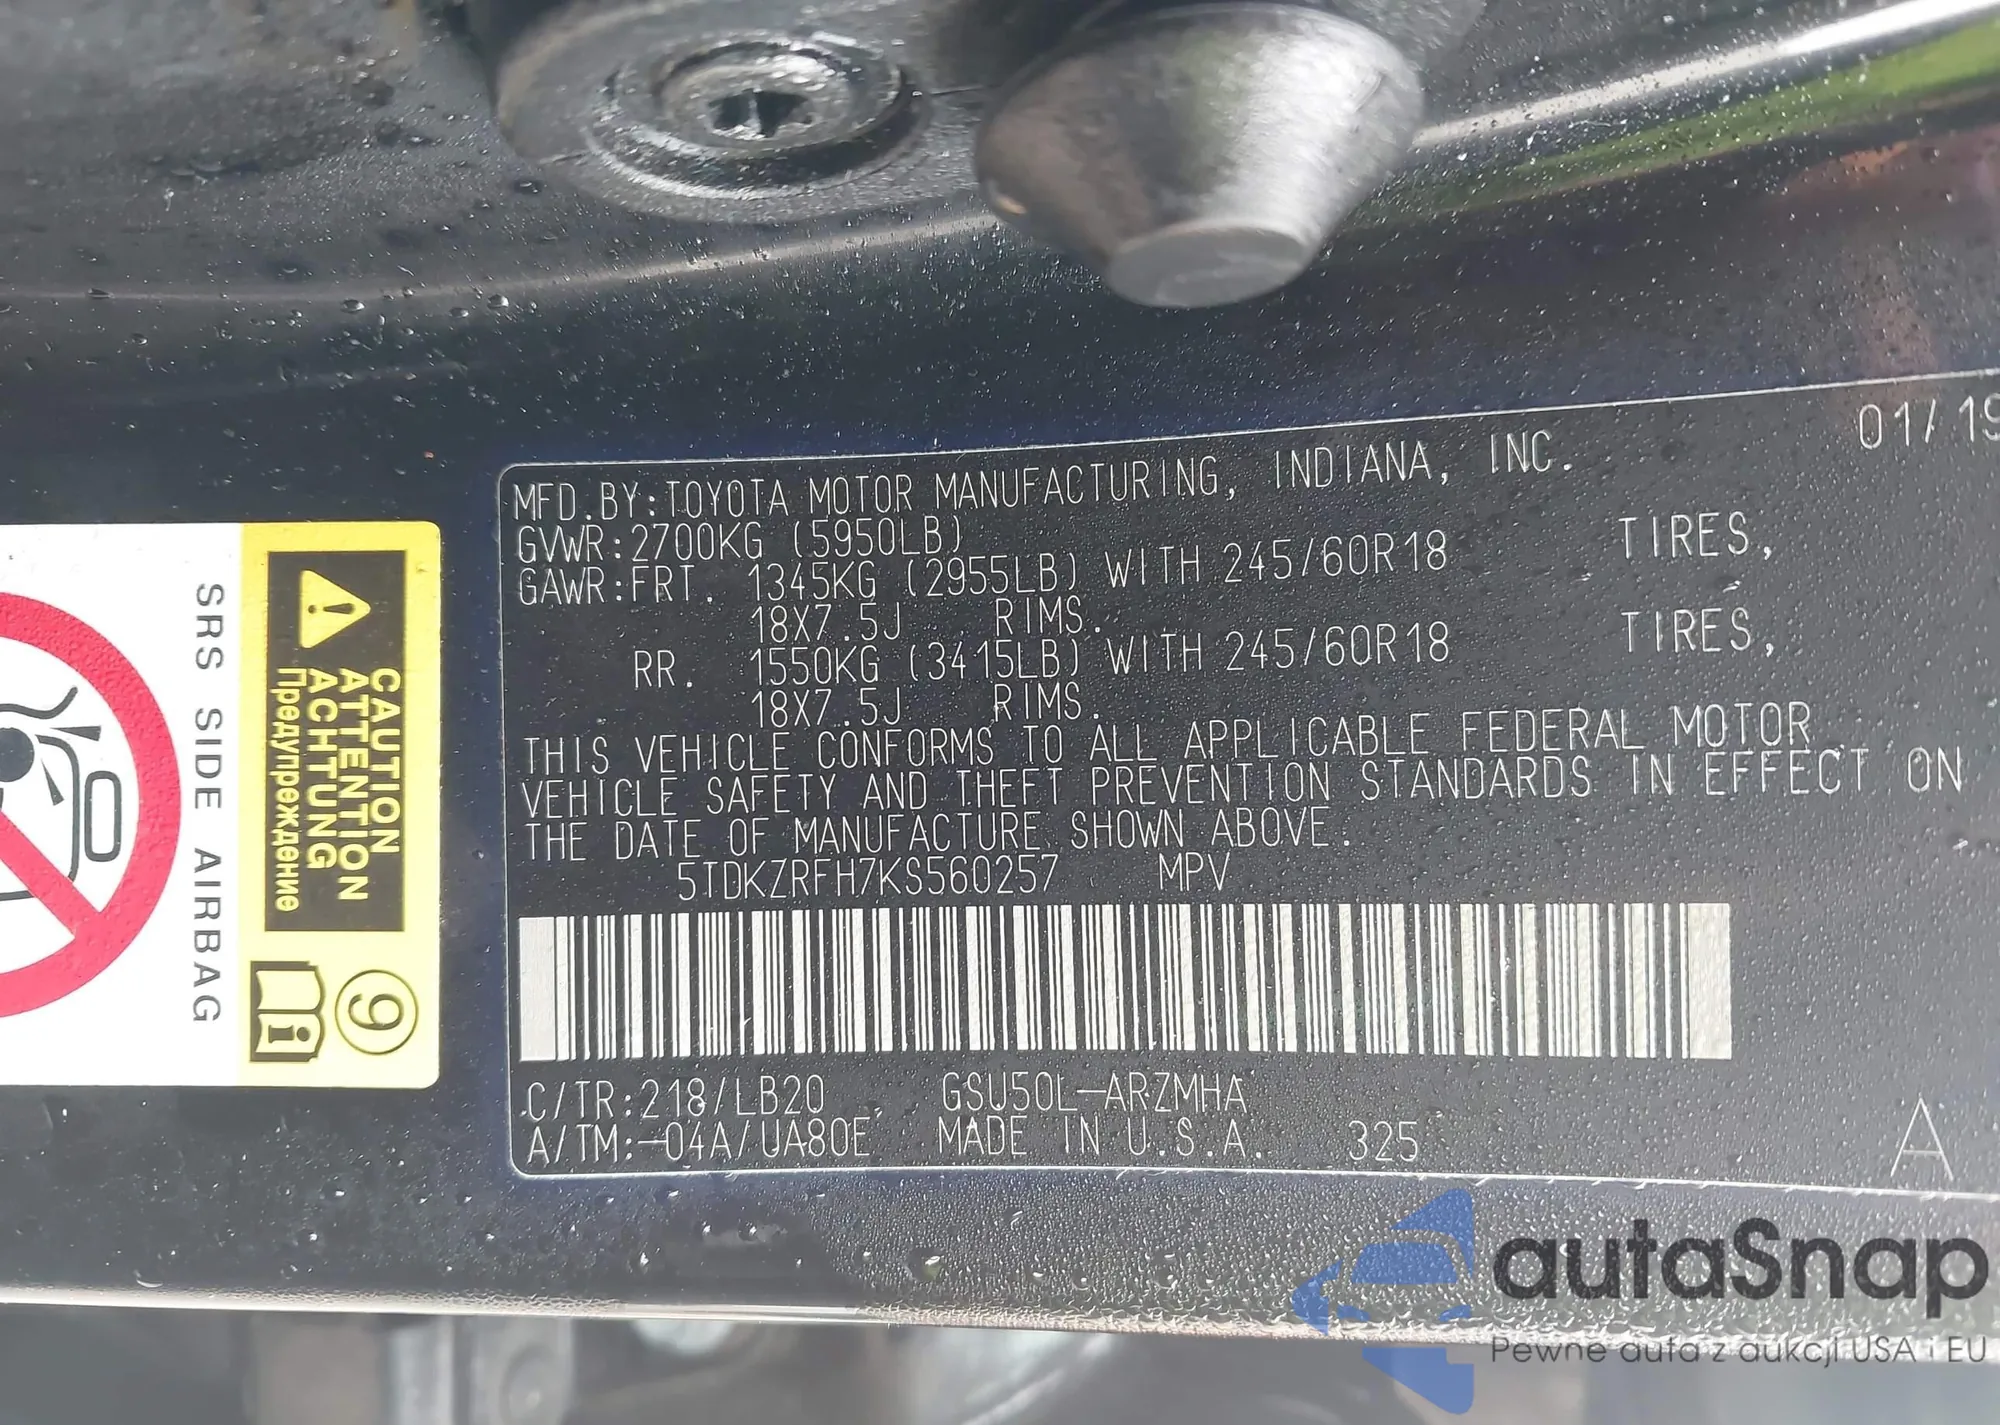 01/19
MFD.BY:TOYOTA MOTOR MANUFACTURING, INDIANA, INC.
GVWR:2700KG (5950LB)
GAWR:FRT. 1345KG (2955LB) WITH 245/60R18 TIRES,
18X7.5J RIMS.
RR. 1550KG (3415LB) WITH 245/60R18 TIRES,
18X7.5J RIMS.
THIS VEHICLE CONFORMS TO ALL APPLICABLE FEDERAL MOTOR
VEHICLE SAFETY AND THEFT PREVENTION STANDARDS IN EFFECT ON
THE DATE OF MANUFACTURE SHOWN ABOVE.
5TDKZRFH7KS560257 MPV
C/TR:218/LB20 GSU50L-ARZMHA
A/TM:-04A/UA80E MADE IN U.S.A. 325
A
CAUTION
ATTENTION
ACHTUNG
Предупреждение
9
i
SRS SIDE AIRBAG
autaSnap
Pewne auta z aukcji USA i EU